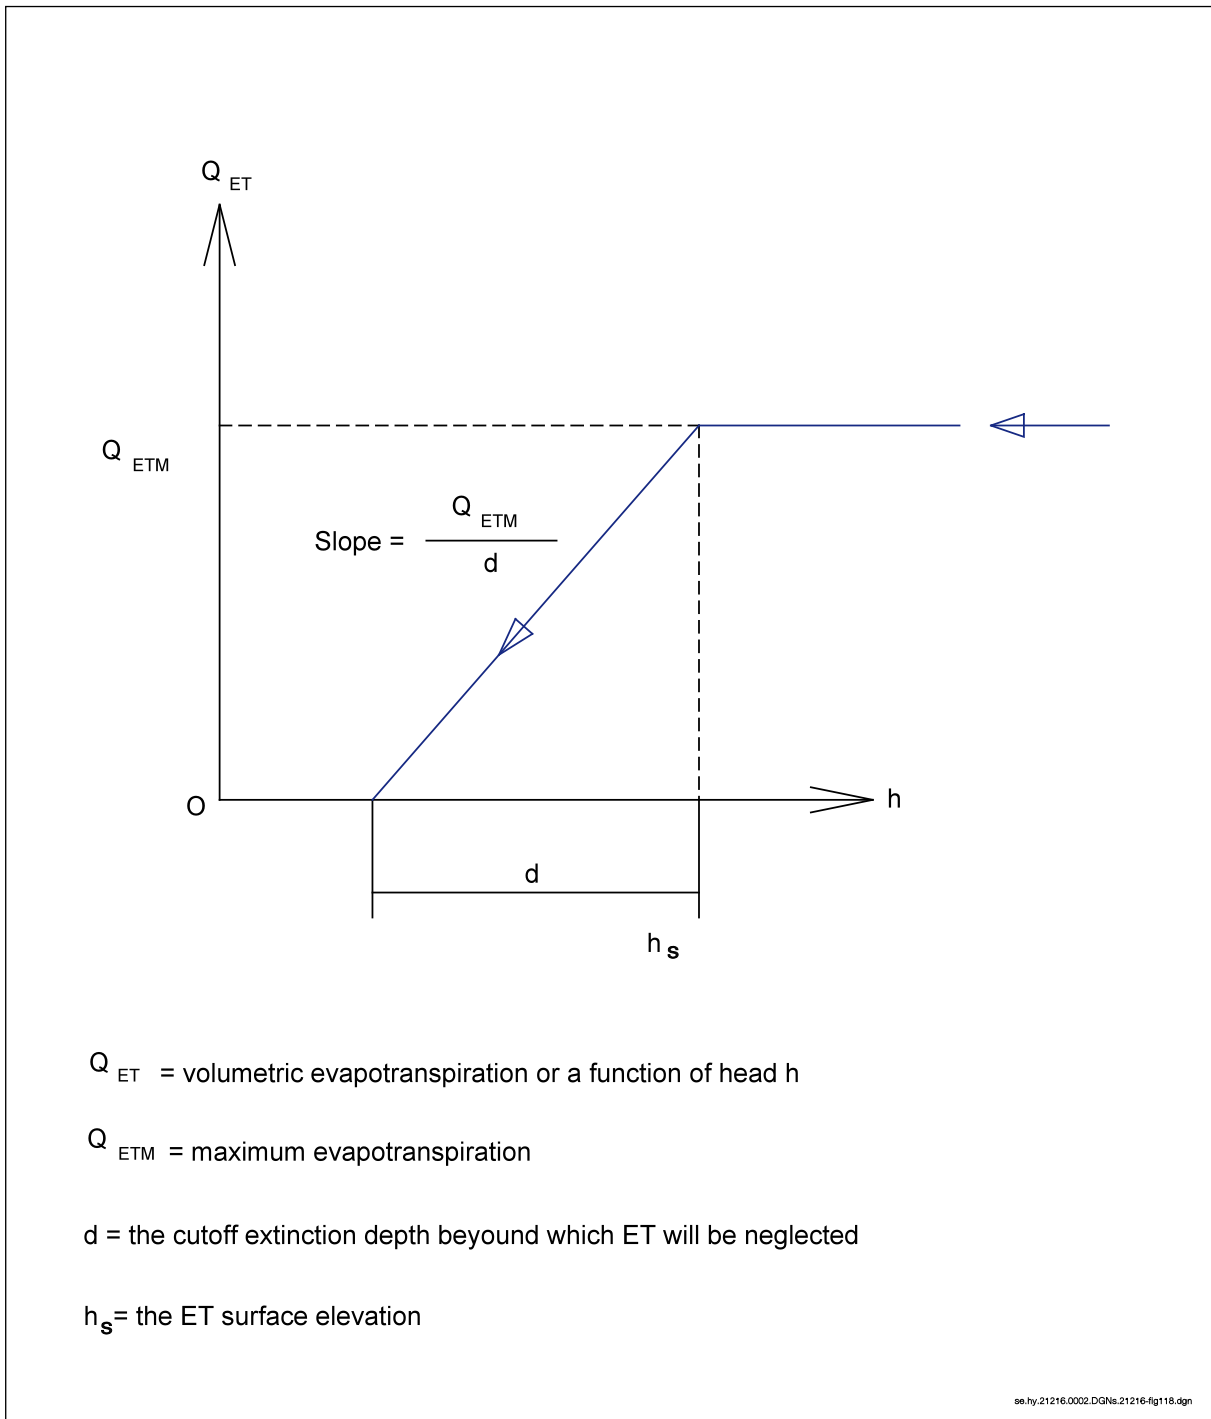 Q ET
Q ETM
Slope = Q ETM
d
O
h
d
h s
Q ET = volumetric evapotranspiration or a function of head h
Q ETM = maximum evapotranspiration
d = the cutoff extinction depth beyound which ET will be neglected
h s = the ET surface elevation
se.hy.21216.0002.DGNs.21216-fig118.dgn